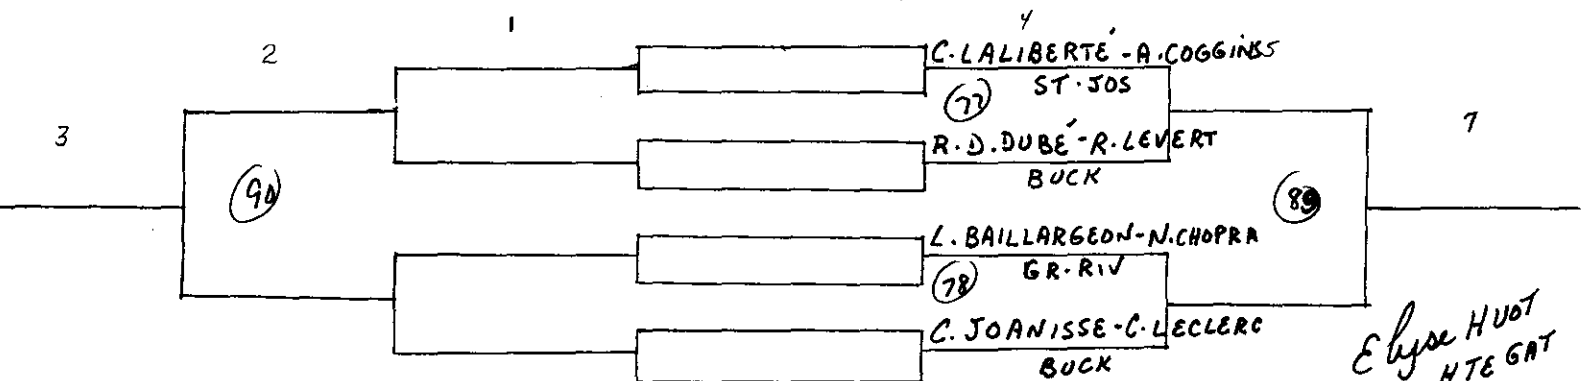 1
4
2
C. LALIBERTÉ - A. COGGINS
3
ST. JOS
7
77
R. D. DUBÉ - R. LEVERT
BUCK
90
89
L. BAILLARGEON - N. CHOPRA
GR. RIV
78
C. JOANISSE - C. LECLERC
BUCK
Elyse HUOT
HTE GAT